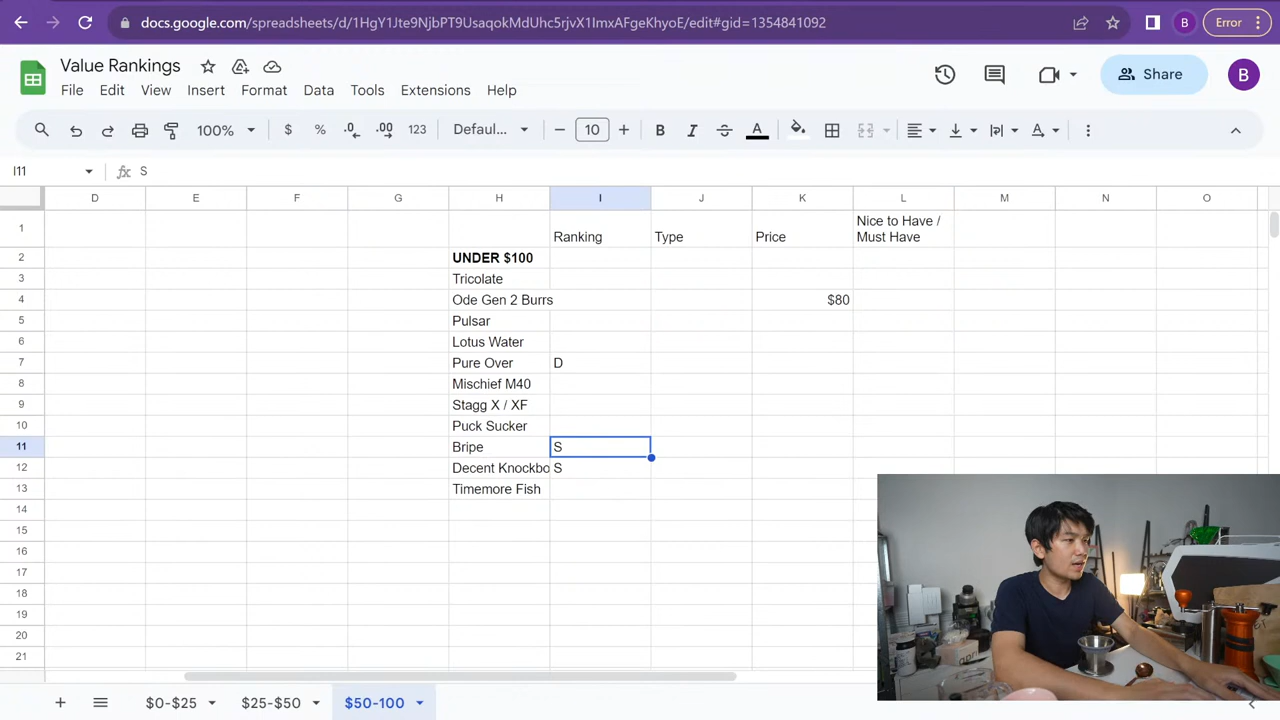 docs.google.com/spreadsheets/d/1HgY1Jte9NjbPT9UsaqokMdUhc5rjvX1ImxAFgeKhyoE/edit#gid=1354841092
B
Error
Value Rankings
File Edit View Insert Format Data Tools Extensions Help
Share
B
100%
$ % .0 .00 123
Defaul...
10
B I A
I11
fx S
D E F G H I J K L M N O
1 Ranking Type Price Nice to Have /
Must Have
2 UNDER $100
3 Tricolate
4 Ode Gen 2 Burrs $80
5 Pulsar
6 Lotus Water
7 Pure Over D
8 Mischief M40
9 Stagg X / XF
10 Puck Sucker
11 Bripe S
12 Decent Knockbo S
13 Timemore Fish
14
15
16
17
18
19
20
21
$0-$25
$25-$50
$50-100